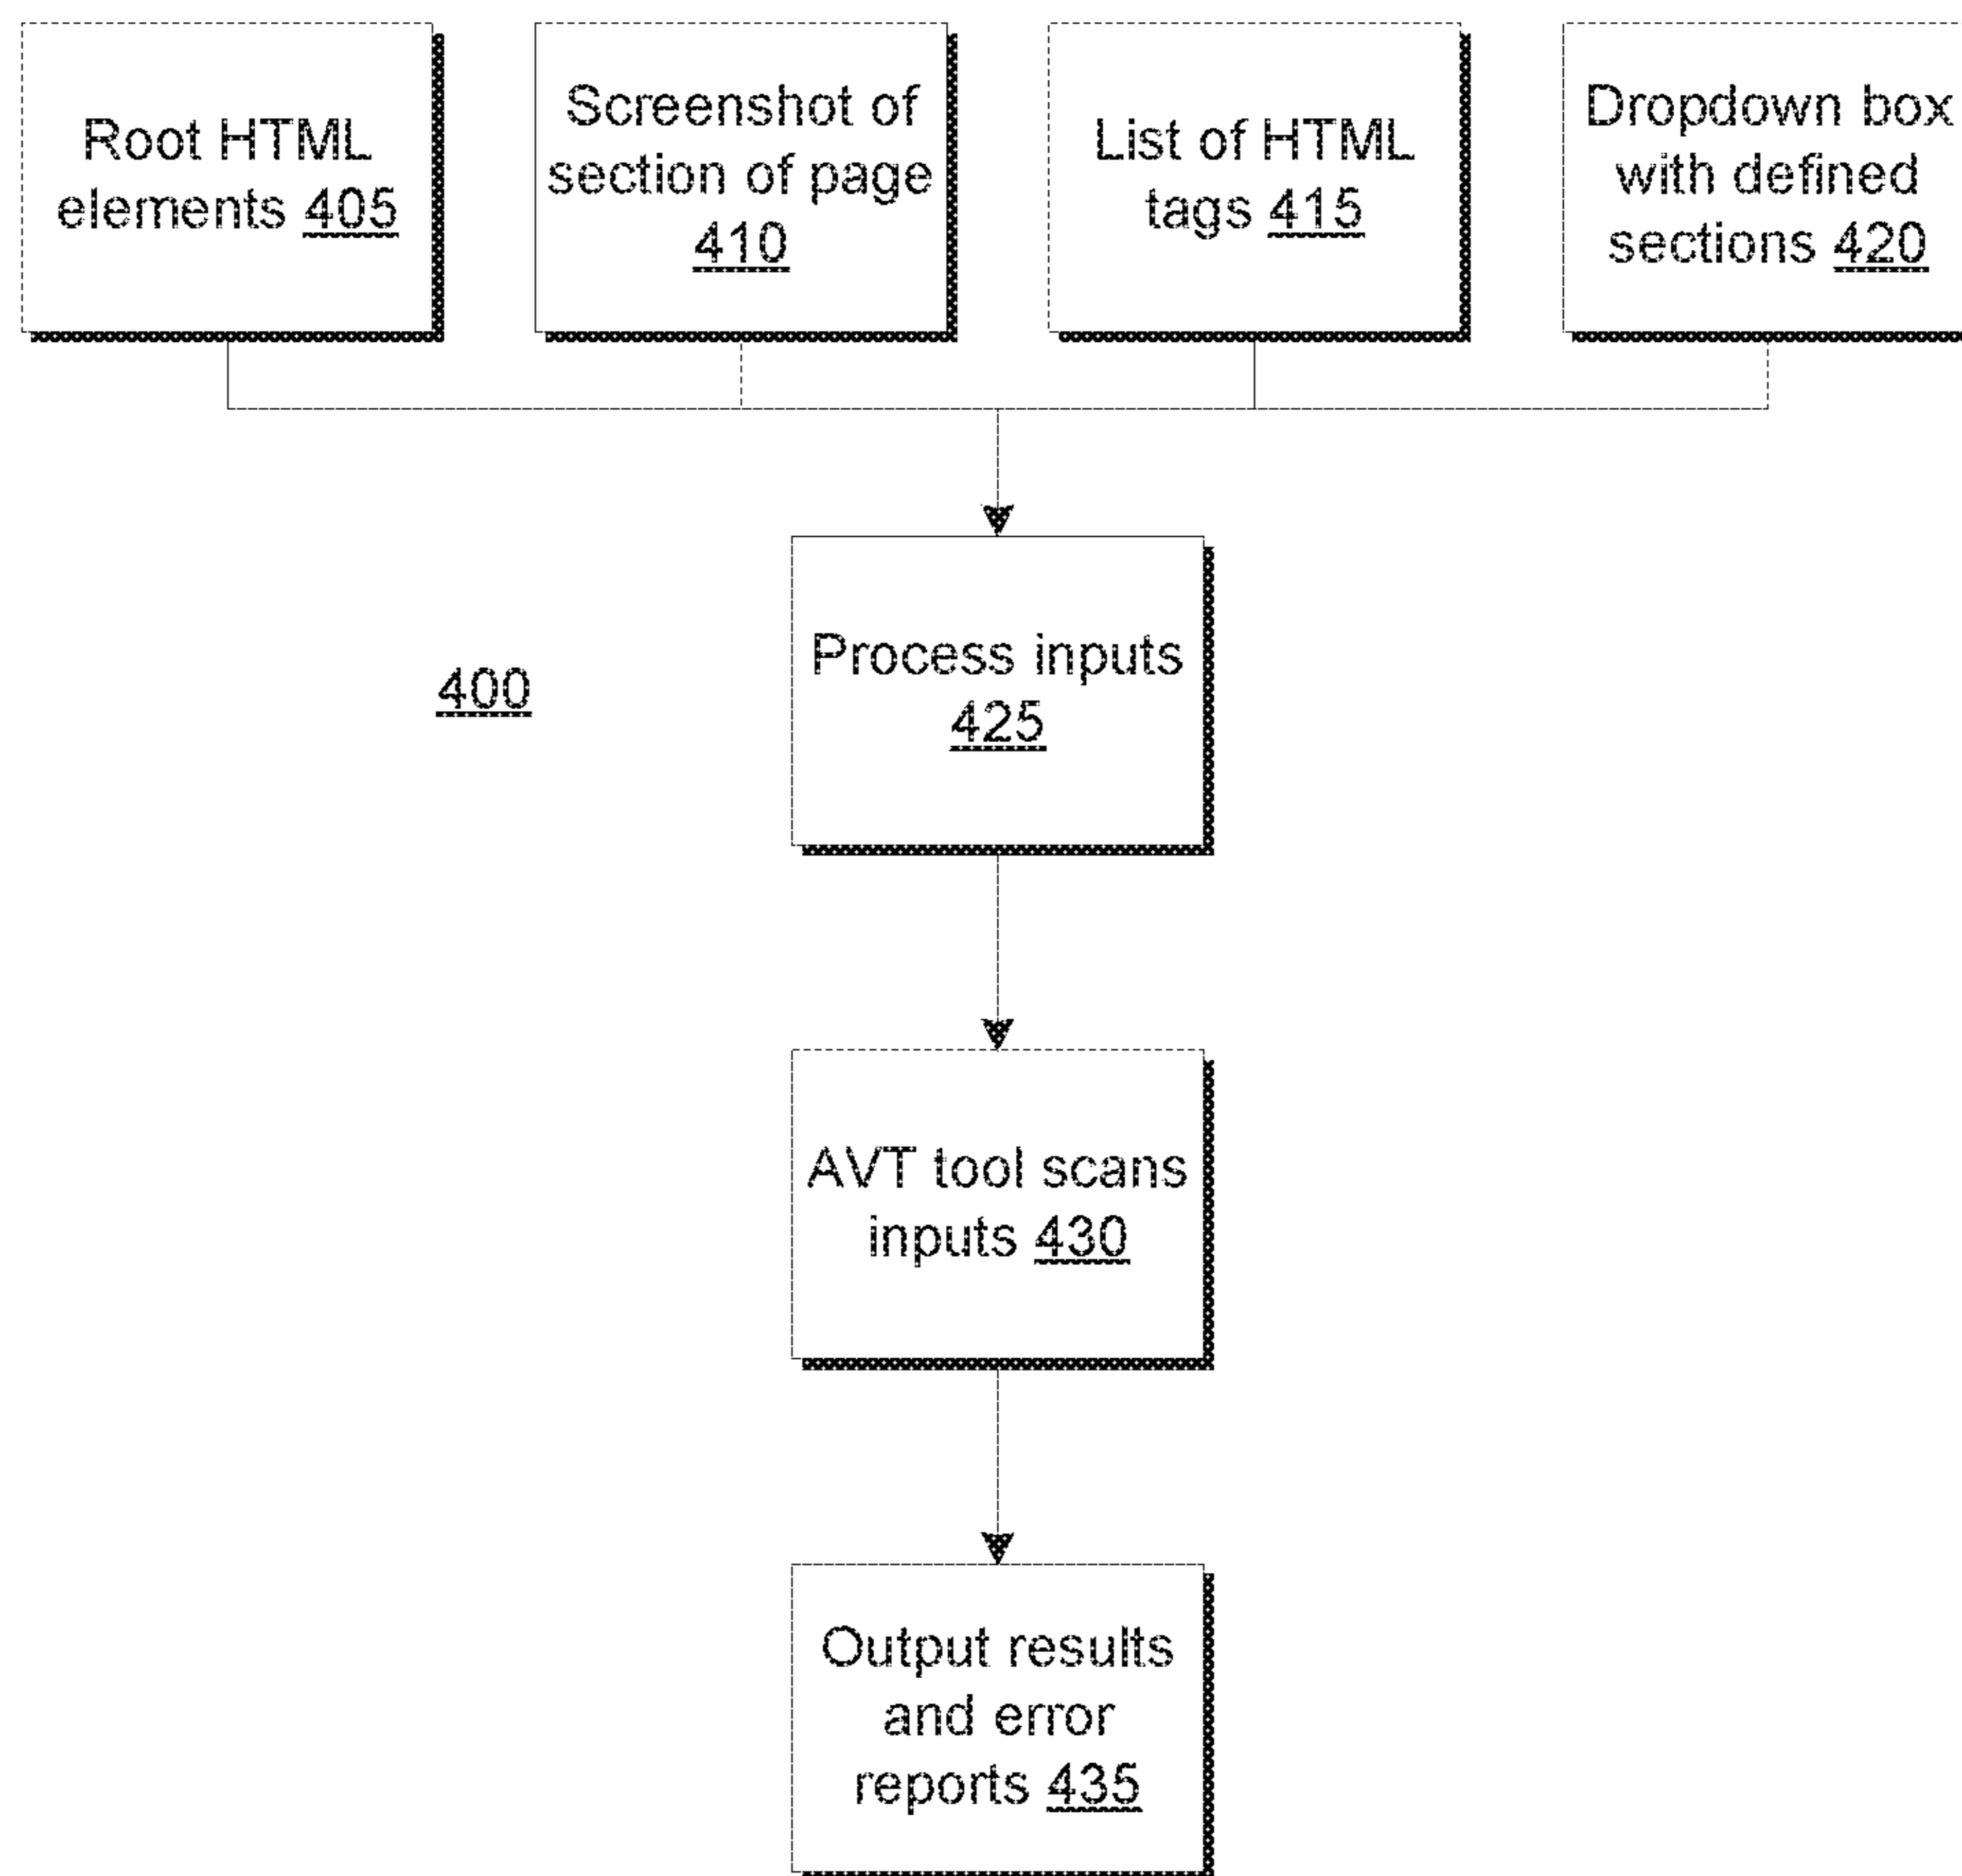 Root HTML
elements 405
Screenshot of
section of page
410
List of HTML
tags 415
Dropdown box
with defined
sections 420
400
Process inputs
425
AVT tool scans
inputs 430
Output results
and error
reports 435